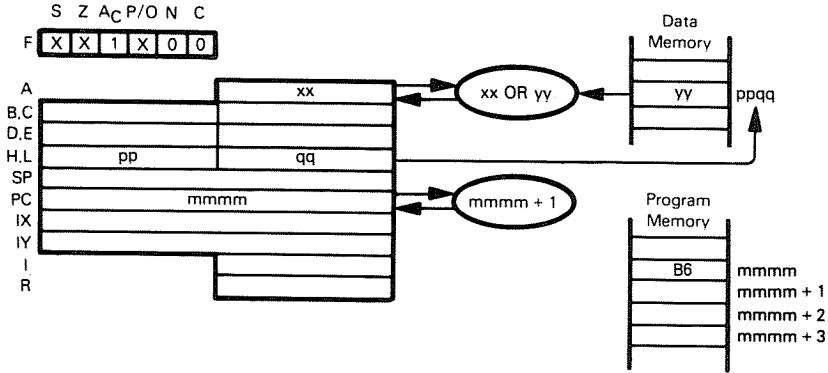 S Z AC P/O N C
F X X 1 X 0 0
Data
Memory
A xx
xx OR yy
yy ppqq
B,C
D,E
H,L pp qq
SP
PC mmmm
mmmm + 1
IX
IY
I
R
Program
Memory
B6 mmmm
mmmm + 1
mmmm + 2
mmmm + 3